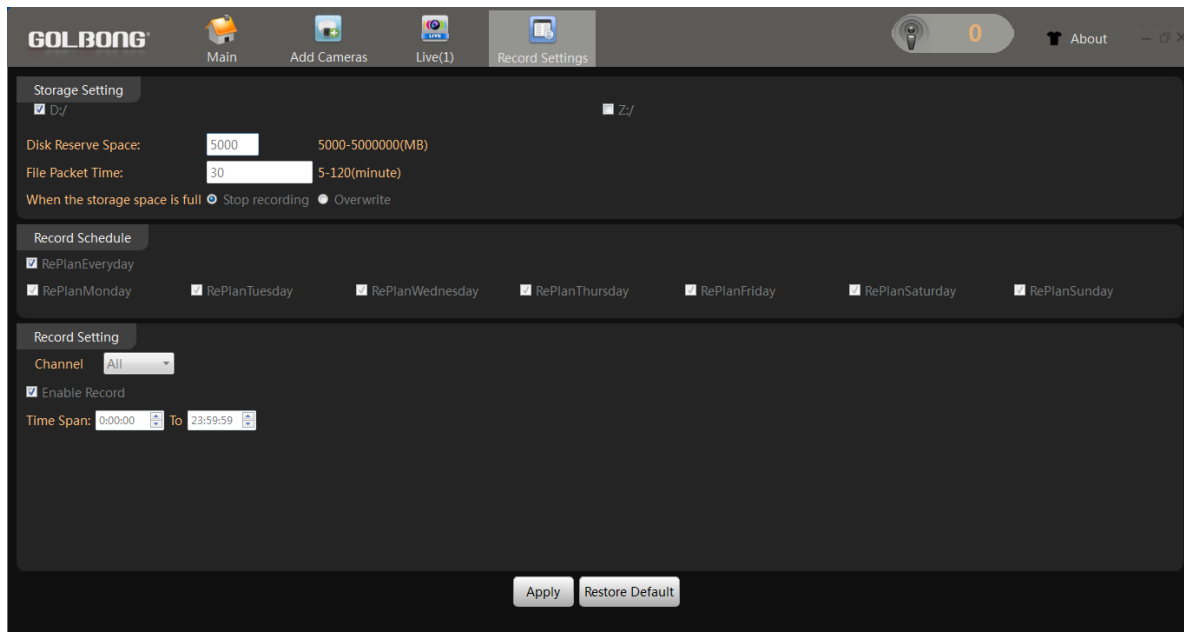 GOLBONG
Main
Add Cameras
Live(1)
Record Settings
0
About
Storage Setting
D:/
Z:/
Disk Reserve Space:
5000
5000-5000000(MB)
File Packet Time:
30
5-120(minute)
When the storage space is full
Stop recording
Overwrite
Record Schedule
RePlanEveryday
RePlanMonday
RePlanTuesday
RePlanWednesday
RePlanThursday
RePlanFriday
RePlanSaturday
RePlanSunday
Record Setting
Channel
All
Enable Record
Time Span:
0:00:00
To
23:59:59
Apply
Restore Default